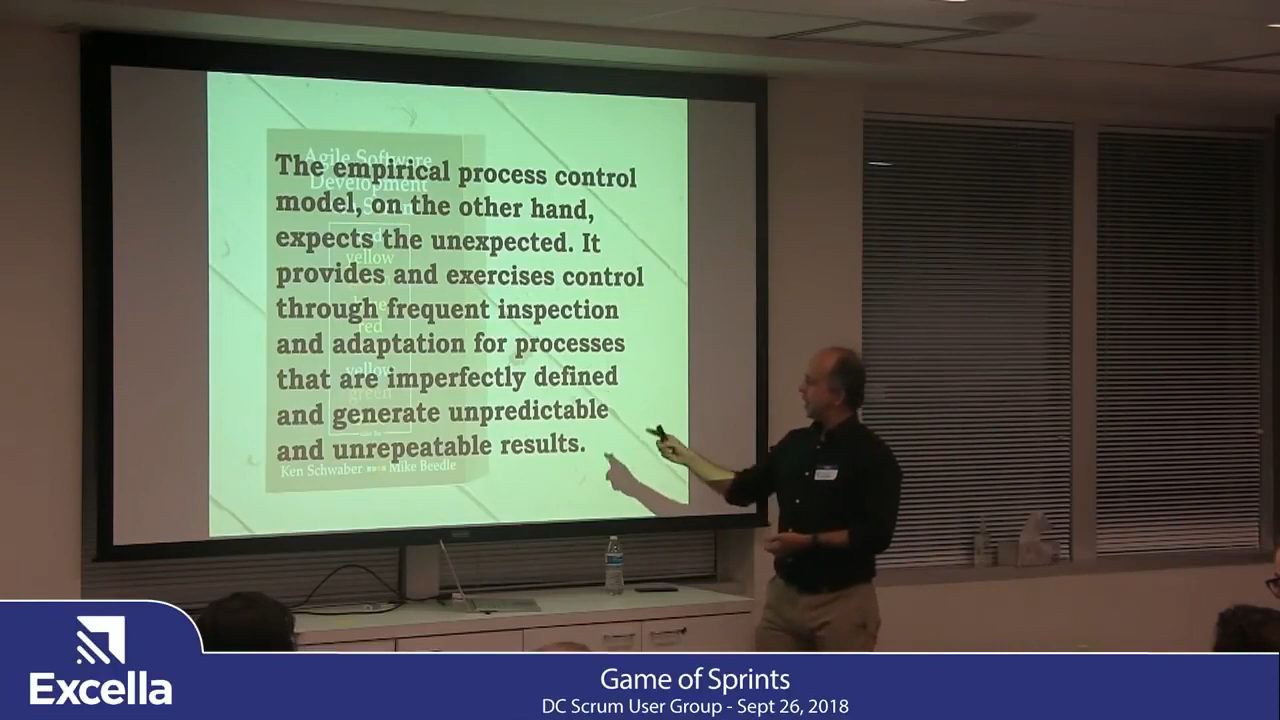 The empirical process control
model, on the other hand,
expects the unexpected. It
provides and exercises control
through frequent inspection
and adaptation for processes
that are imperfectly defined
and generate unpredictable
and unrepeatable results.
Agile Software
Development
yellow
red
yellow
green
Ken Schwaber Mike Beedle
Excella
Game of Sprints
DC Scrum User Group - Sept 26, 2018